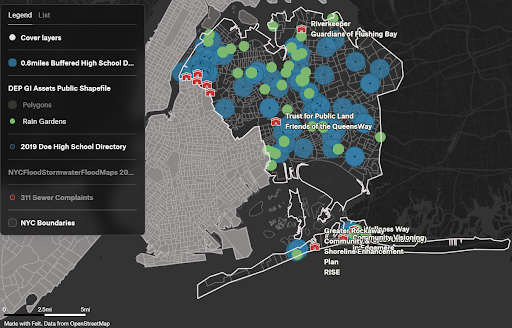 Legend List
Cover layers
0.6miles Buffered High School D...
DEP GI Assets Public Shapefile
Polygons
Rain Gardens
2019 Doe High School Directory
NYCFloodStormwaterFloodMaps 20...
311 Sewer Complaints
NYC Boundaries
Riverkeeper
Guardians of Flushing Bay
Trust for Public Land
Friends of the QueensWay
Wellness Way
Community Visioning
in Edgemere
Greater Rockaway
Community &
Shoreline Enhancement
Plan
RISE
0 2.5mi 5mi
Made with Felt. Data from OpenStreetMap